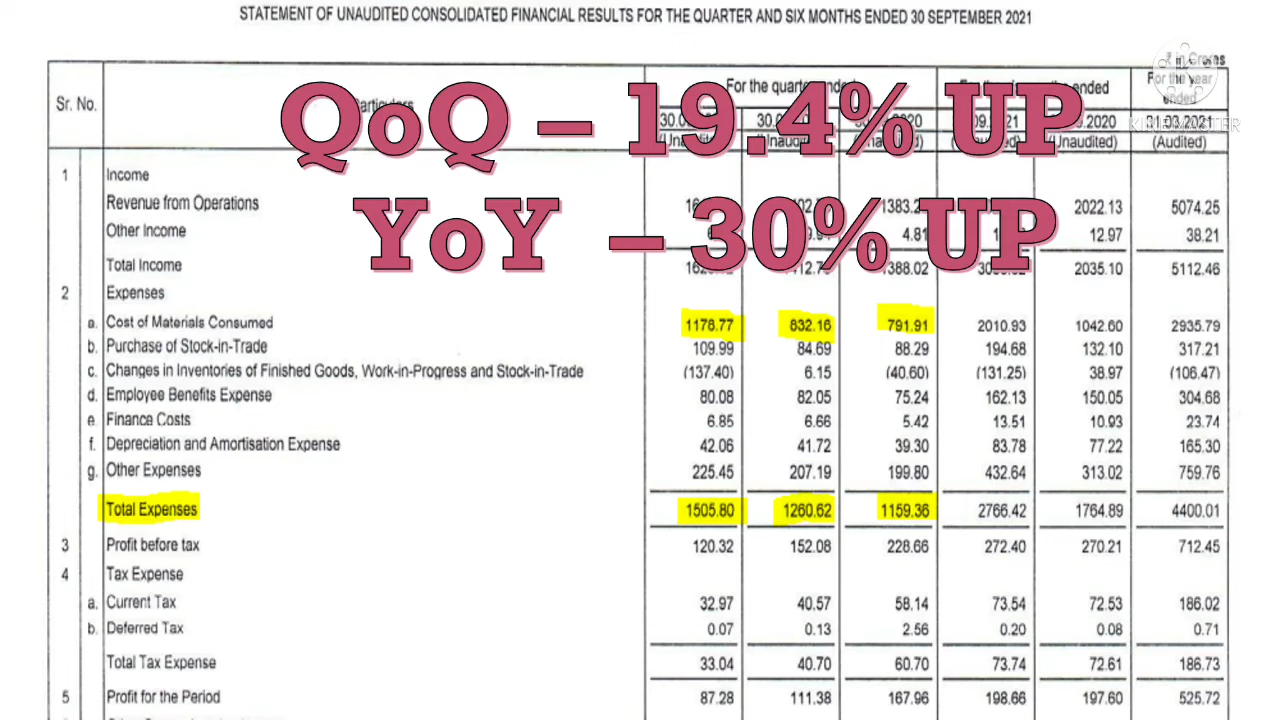 STATEMENT OF UNAUDITED CONSOLIDATED FINANCIAL RESULTS FOR THE QUARTER AND SIX MONTHS ENDED 30 SEPTEMBER 2021
₹ in Crores
Sr. No. For the quarter ended ended For the year ended
2020 2020 31.03.2021
(Unaudited) (Audited)
QoQ – 19.4% UP
KINEMASTER
YoY – 30% UP
1 Income
Revenue from Operations 2022.13 5074.25
Other Income 4.81 12.97 38.21
Total Income 1388.02 2035.10 5112.46
2 Expenses
a. Cost of Materials Consumed 1178.77 832.16 791.91 2010.93 1042.60 2935.79
b. Purchase of Stock-in-Trade 109.99 84.69 88.29 194.68 132.10 317.21
c. Changes in Inventories of Finished Goods, Work-in-Progress and Stock-in-Trade (137.40) 6.15 (40.60) (131.25) 38.97 (106.47)
d. Employee Benefits Expense 80.08 82.05 75.24 162.13 150.05 304.68
e. Finance Costs 6.85 6.66 5.42 13.51 10.93 23.74
f. Depreciation and Amortisation Expense 42.06 41.72 39.30 83.78 77.22 165.30
g. Other Expenses 225.45 207.19 199.80 432.64 313.02 759.76
Total Expenses 1505.80 1260.62 1159.36 2766.42 1764.89 4400.01
3 Profit before tax 120.32 152.08 228.66 272.40 270.21 712.45
4 Tax Expense
a. Current Tax 32.97 40.57 58.14 73.54 72.53 186.02
b. Deferred Tax 0.07 0.13 2.56 0.20 0.08 0.71
Total Tax Expense 33.04 40.70 60.70 73.74 72.61 186.73
5 Profit for the Period 87.28 111.38 167.96 198.66 197.60 525.72